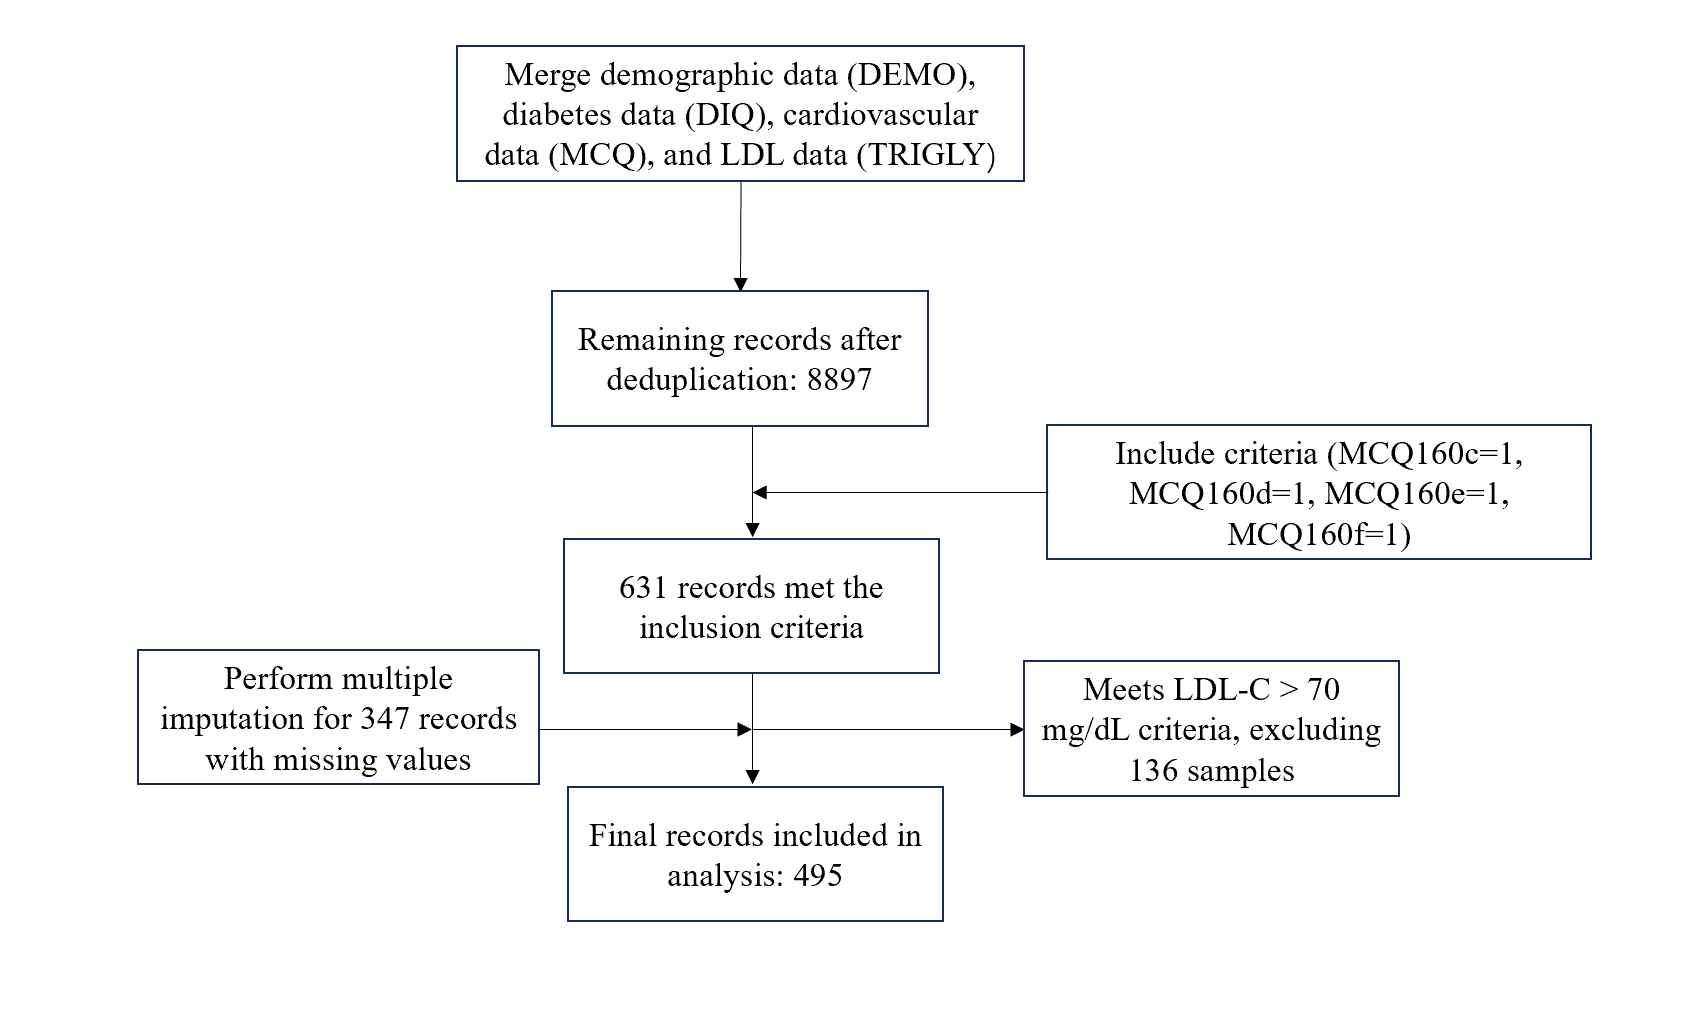 Merge demographic data (DEMO),
diabetes data (DIQ), cardiovascular
data (MCQ), and LDL data (TRIGLY)
Remaining records after
deduplication: 8897
Include criteria (MCQ160c=1,
MCQ160d=1, MCQ160e=1,
MCQ160f=1)
631 records met the
inclusion criteria
Perform multiple
imputation for 347 records
with missing values
Meets LDL-C > 70
mg/dL criteria, excluding
136 samples
Final records included in
analysis: 495